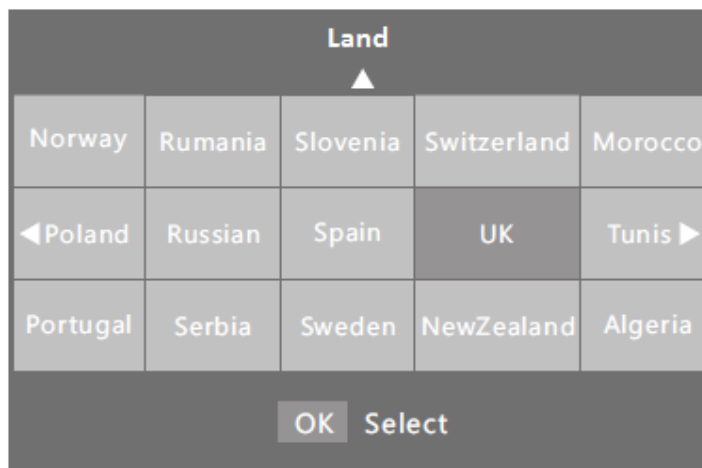 Land
Norway Rumania Slovenia Switzerland Morocco
Poland Russian Spain UK Tunis
Portugal Serbia Sweden NewZealand Algeria
OK Select